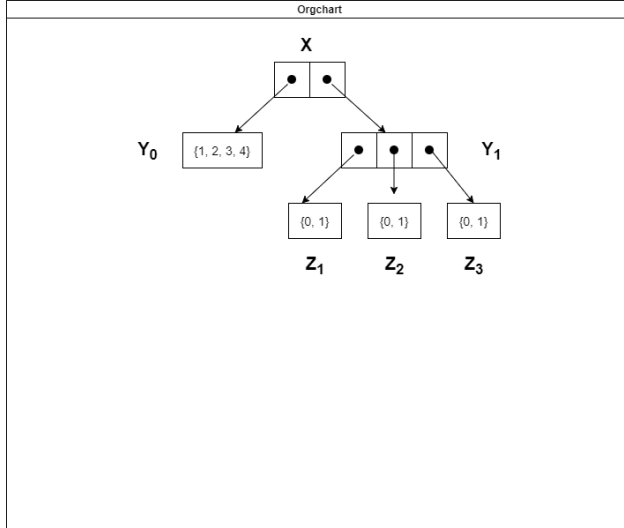 Orgchart
X
Y₀ {1, 2, 3, 4} Y₁
{0, 1} {0, 1} {0, 1}
Z₁ Z₂ Z₃